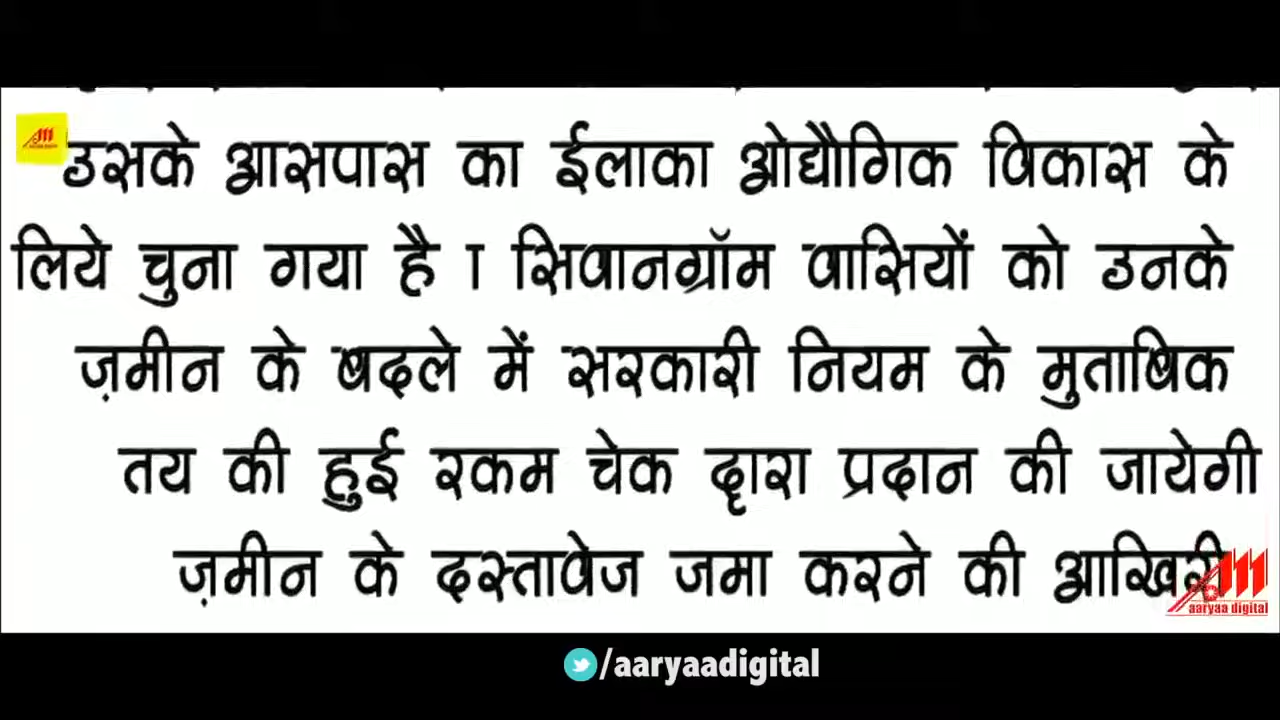 उसके आसपास का ईलाका ओद्यौगिक विकास के
लिये चुना गया है । सिवानग्रॉम वासियों को उनके
ज़मीन के बदले में सरकारी नियम के मुताबिक
तय की हुई रकम चेक द्वारा प्रदान की जायेगी
ज़मीन के दस्तावेज जमा करने की आखिरी
aaryaa digital
/aaryaadigital